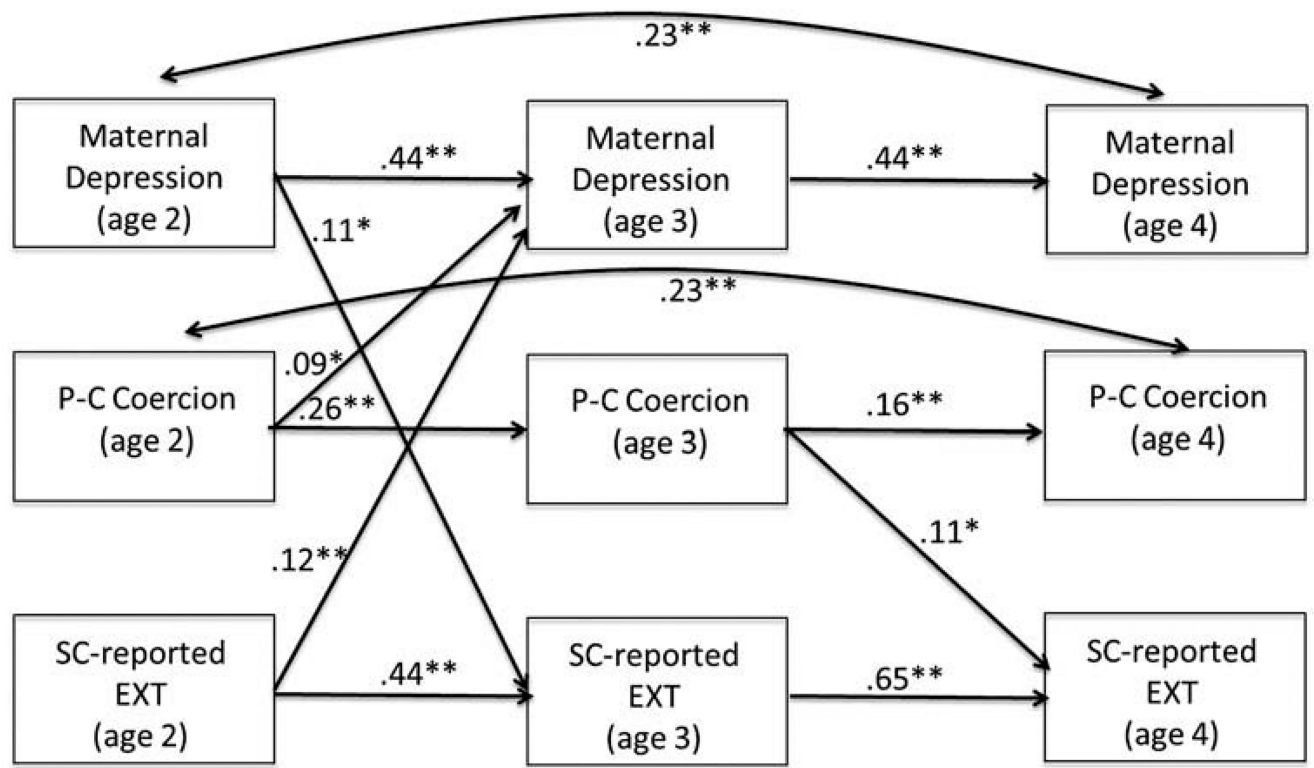 .23**
Maternal
Depression
(age 2)
.44**
Maternal
Depression
(age 3)
.44**
Maternal
Depression
(age 4)
.11*
.23**
P-C Coercion
(age 2)
.09*
.26**
P-C Coercion
(age 3)
.16**
P-C Coercion
(age 4)
.12**
.11*
SC-reported
EXT
(age 2)
.44**
SC-reported
EXT
(age 3)
.65**
SC-reported
EXT
(age 4)